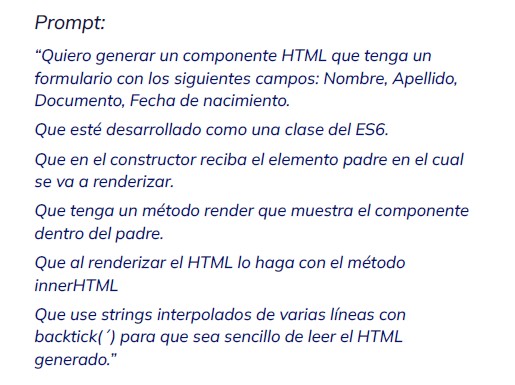 Prompt:
“Quiero generar un componente HTML que tenga un
formulario con los siguientes campos: Nombre, Apellido,
Documento, Fecha de nacimiento.
Que esté desarrollado como una clase del ES6.
Que en el constructor reciba el elemento padre en el cual
se va a renderizar.
Que tenga un método render que muestra el componente
dentro del padre.
Que al renderizar el HTML lo haga con el método
innerHTML
Que use strings interpolados de varias líneas con
backtick(´) para que sea sencillo de leer el HTML
generado.”